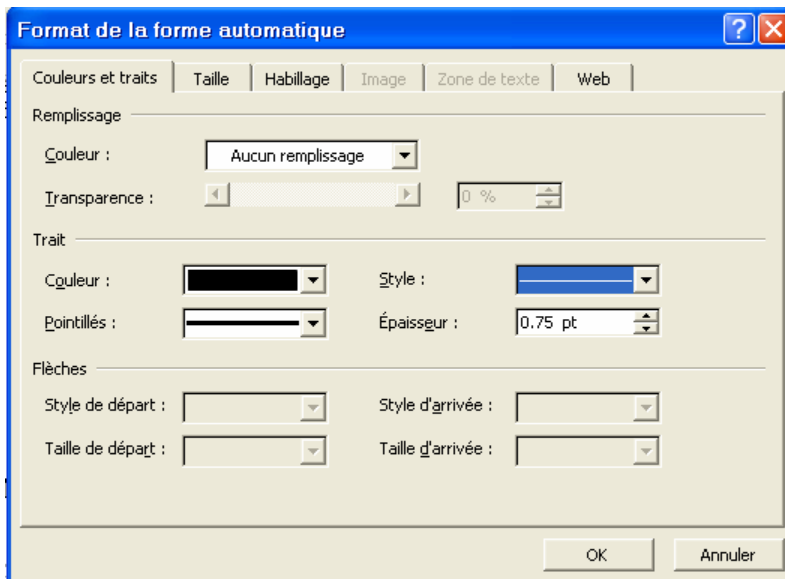 Format de la forme automatique
Couleurs et traits Taille Habillage Image Zone de texte Web
Remplissage
Couleur : Aucun remplissage
Transparence : 0 %
Trait
Couleur : Style :
Pointillés : Épaisseur : 0.75 pt
Flèches
Style de départ : Style d'arrivée :
Taille de départ : Taille d'arrivée :
OK Annuler